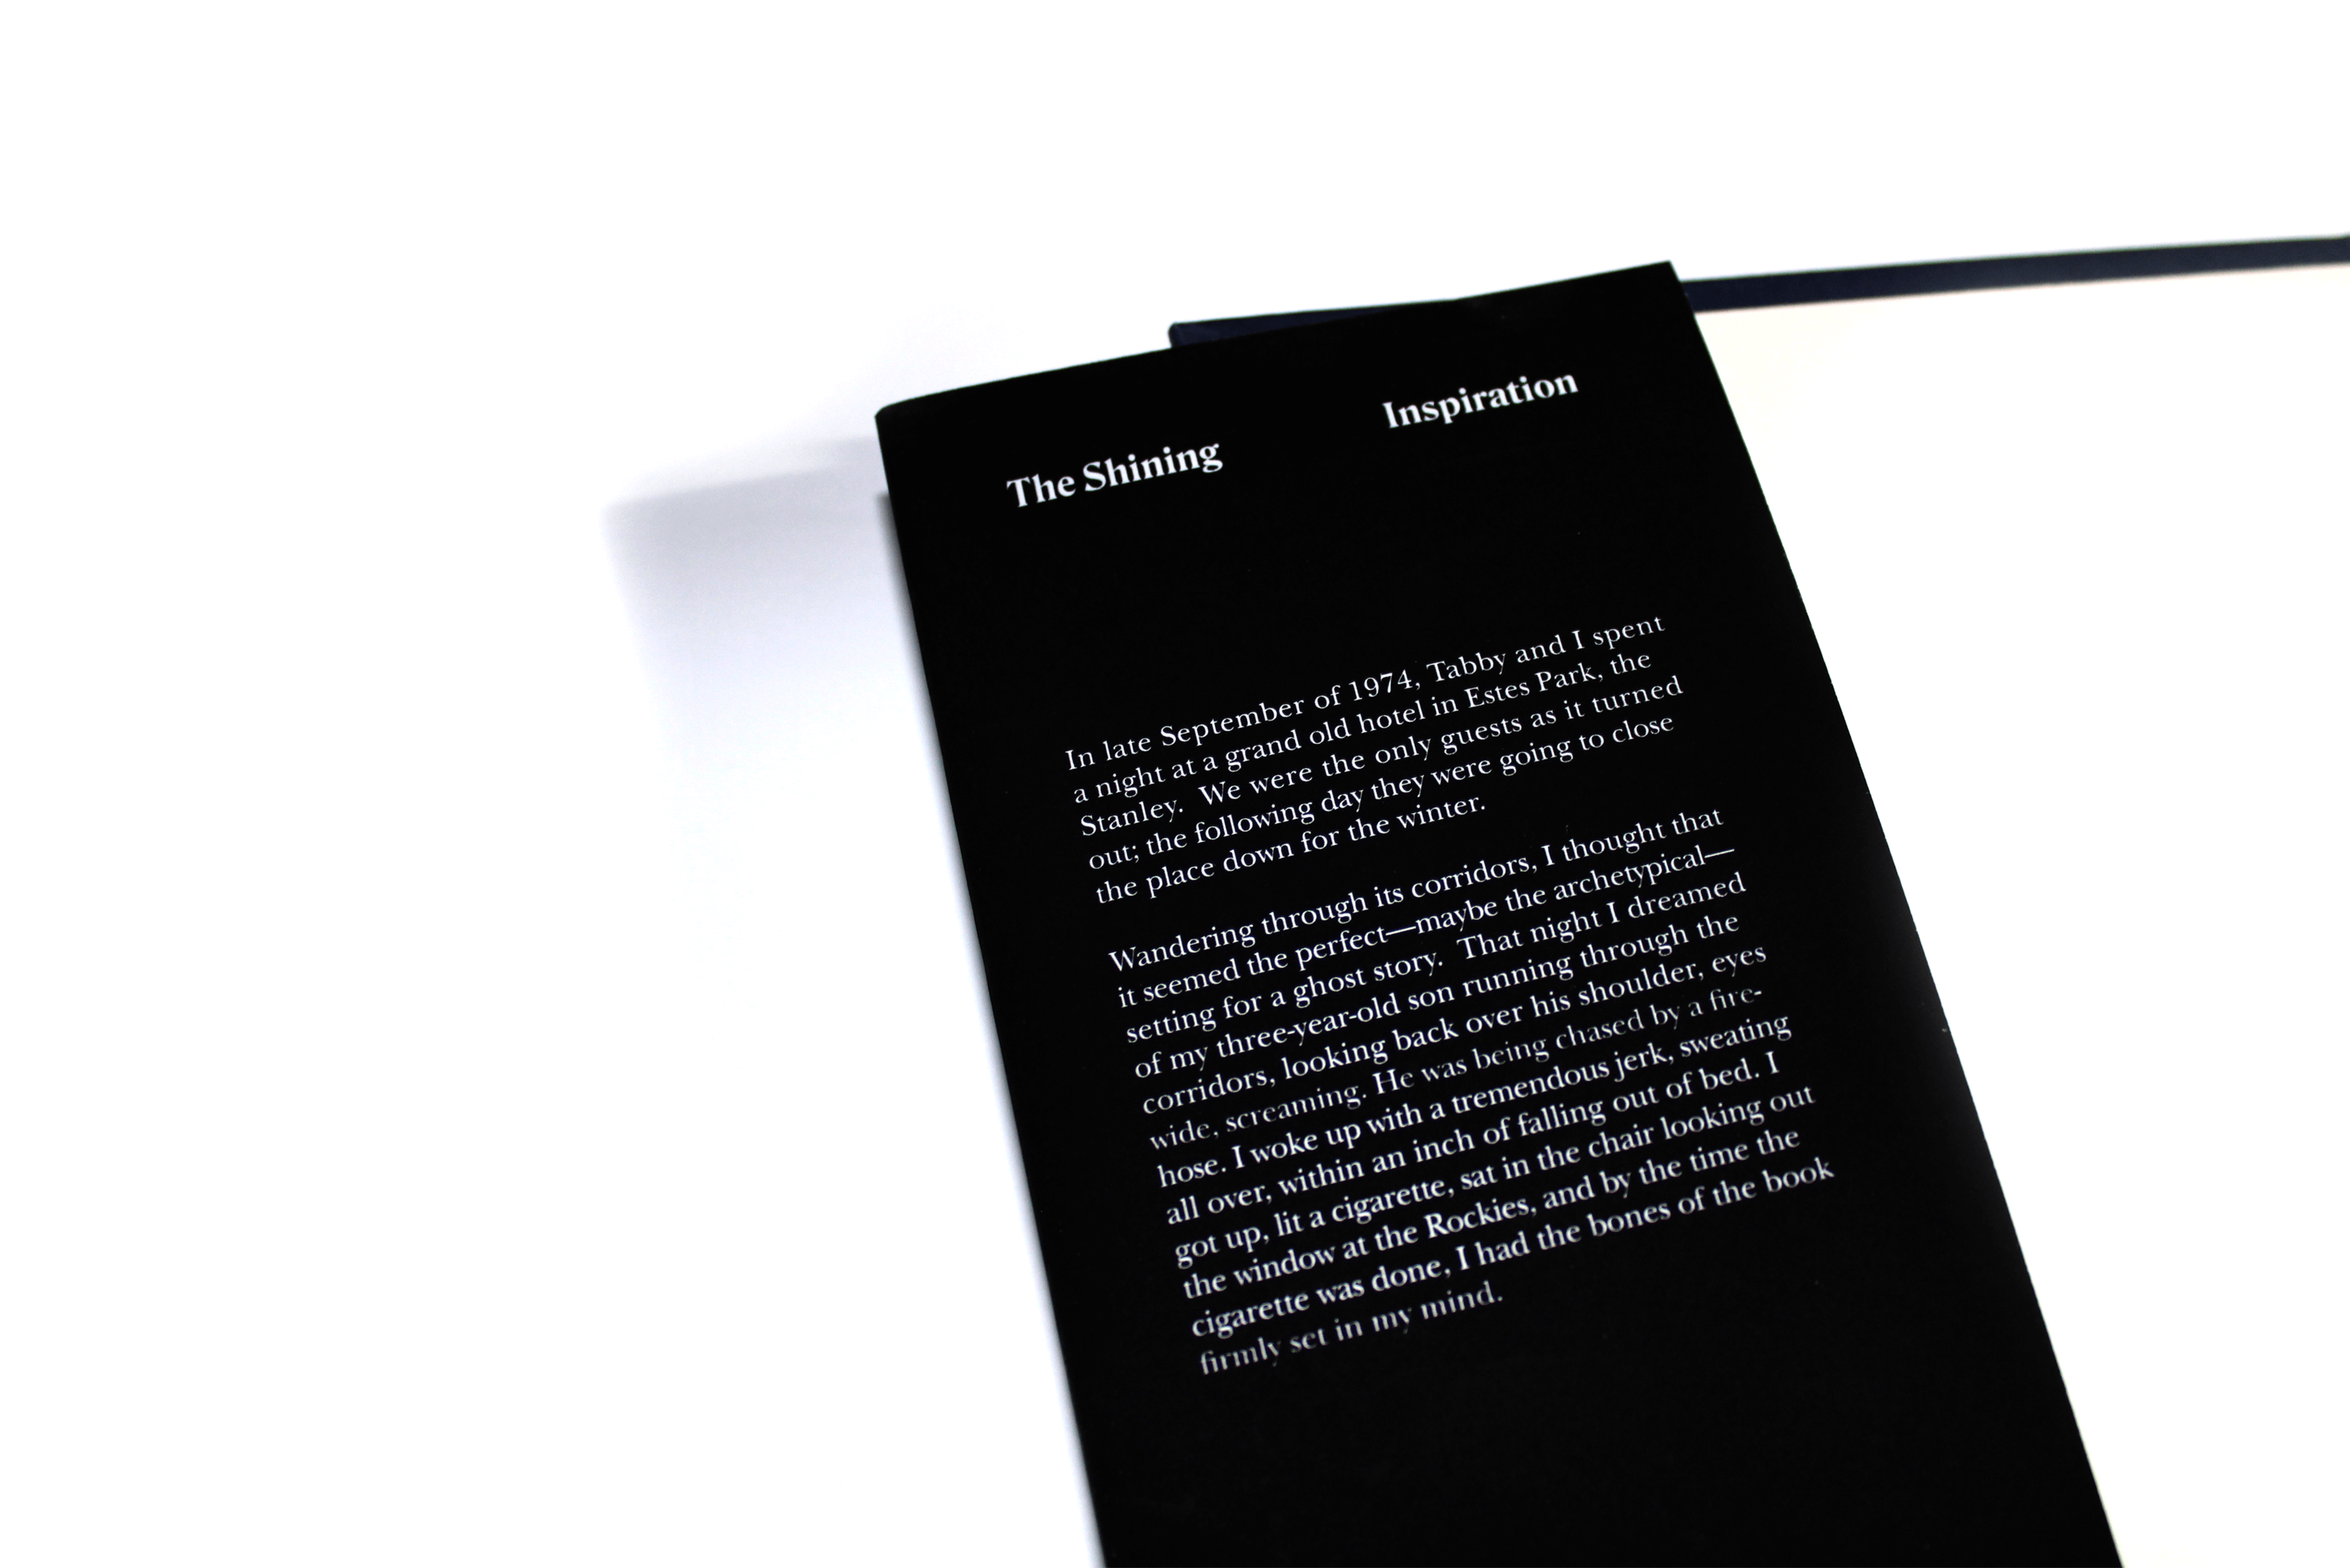 Inspiration
The Shining
In late September of 1974, Tabby and I spent
a night at a grand old hotel in Estes Park, the
Stanley.  We were the only guests as it turned
out; the following day they were going to close
the place down for the winter.
Wandering through its corridors, I thought that
it seemed the perfect—maybe the archetypical—
setting for a ghost story.  That night I dreamed
of my three-year-old son running through the
corridors, looking back over his shoulder, eyes
wide, screaming. He was being chased by a fire-
hose. I woke up with a tremendous jerk, sweating
all over, within an inch of falling out of bed. I
got up, lit a cigarette, sat in the chair looking out
the window at the Rockies, and by the time the
cigarette was done, I had the bones of the book
firmly set in my mind.